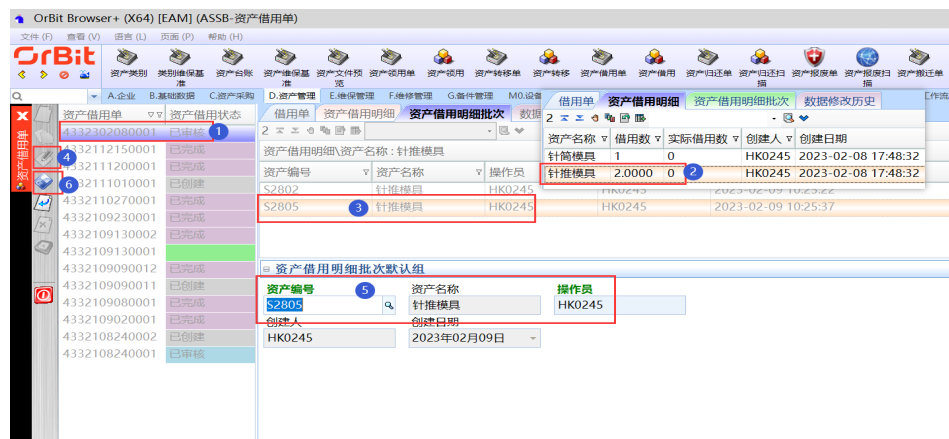 OrBit Browser+ (X64) [EAM] (ASSB-资产借用单)
文件 (F) 查看 (V) 语言 (L) 页面 (P) 帮助 (H)
OrBit
资产类别 类别维保基准 资产台账 资产维保基准 资产文件预览 资产领用单 资产领用 资产转移单 资产转移 资产借用单 资产借用 资产归还单 资产归还扫描 资产报废单 资产报废扫描 资产搬迁单
A.企业 B.基础数据 C.资产采购 D.资产管理 E.维保管理 F.维修管理 G.备件管理 M0.设备 工作流
资产借用单
资产借用单 资产借用状态
4332302080001 已审核 1
4332112150001 已完成
4332111200001 已完成
4332111010001 已创建
4332110270001 已完成
4332109230001 已完成
4332109130002 已完成
4332109130001
4332109090012 已完成
4332109090011 已创建
4332109080001 已完成
4332109020001 已完成
4332108240002 已创建
4332108240001 已审核
4
6
借用单 资产借用明细 资产借用明细批次 数据
2
资产借用明细\资产名称 : 针推模具
资产编号 资产名称 操作员
S2802 针推模具 HK0245 HK0245 2023-02-09 10:25:22
S2805 3 针推模具 HK0245 HK0245 2023-02-09 10:25:37
借用单 资产借用明细 资产借用明细批次 数据修改历史
2
资产名称 借用数 实际借用数 创建人 创建日期
针筒模具 1 0 HK0245 2023-02-08 17:48:32
针推模具 2.0000 0 2 HK0245 2023-02-08 17:48:32
资产借用明细批次默认组
资产编号 5 资产名称 操作员
S2805 针推模具 HK0245
创建人 创建日期
HK0245 2023年02月09日